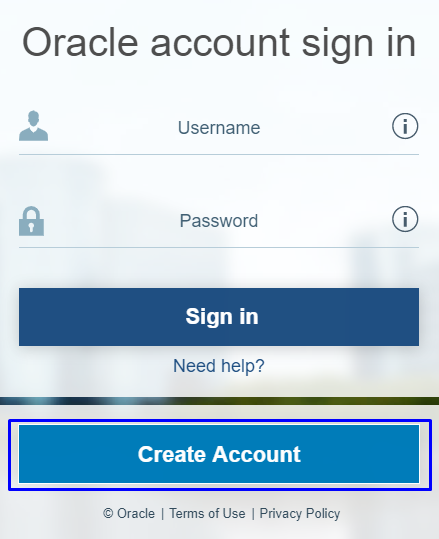 Oracle account sign in
Username
Password
Sign in
Need help?
Create Account
© Oracle | Terms of Use | Privacy Policy